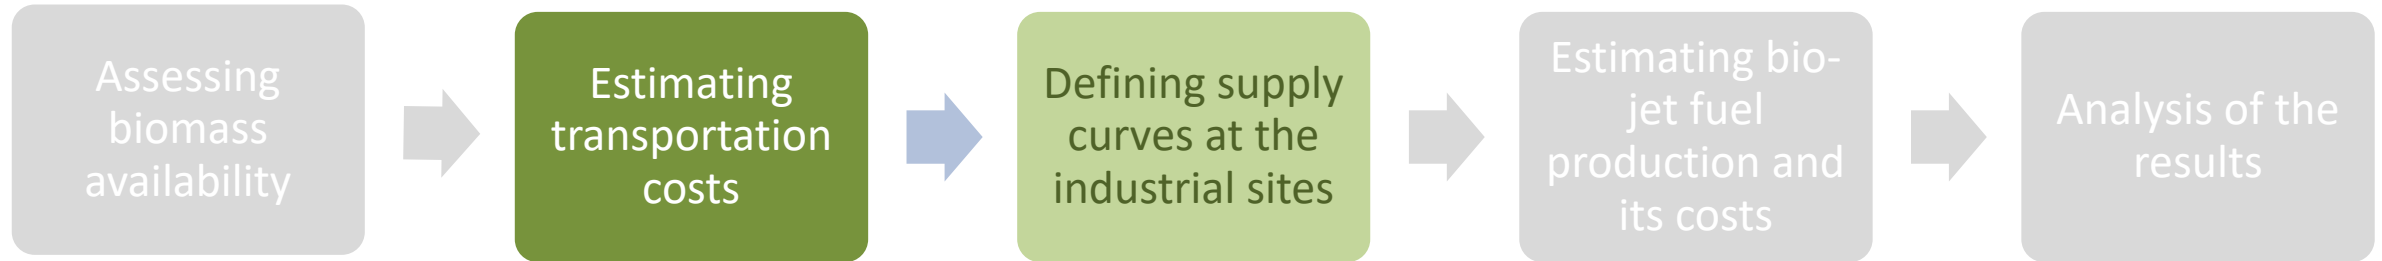 Assessing
biomass
availability
Estimating
transportation
costs
Defining supply
curves at the
industrial sites
Estimating bio-
jet fuel
production and
its costs
Analysis of the
results